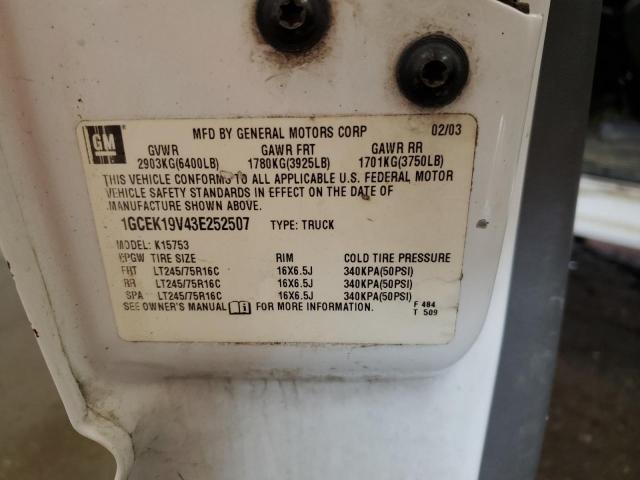 GM
MFD BY GENERAL MOTORS CORP 02/03
GVWR GAWR FRT GAWR RR
2903KG(6400LB) 1780KG(3925LB) 1701KG(3750LB)
THIS VEHICLE CONFORMS TO ALL APPLICABLE U.S. FEDERAL MOTOR
VEHICLE SAFETY STANDARDS IN EFFECT ON THE DATE OF
MANUFACTURE SHOWN ABOVE.
1GCEK19V43E252507 TYPE: TRUCK
MODEL: K15753
EPGW TIRE SIZE RIM COLD TIRE PRESSURE
FRT LT245/75R16C 16X6.5J 340KPA(50PSI)
RR LT245/75R16C 16X6.5J 340KPA(50PSI)
SPA LT245/75R16C 16X6.5J 340KPA(50PSI)
SEE OWNER'S MANUAL FOR MORE INFORMATION. F 484
T 509